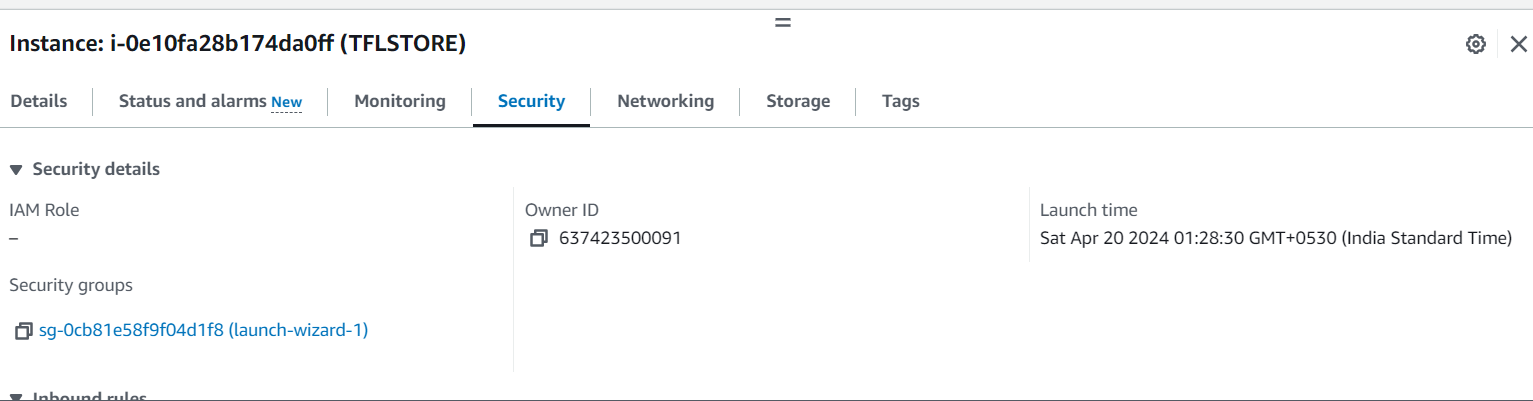 Instance: i-0e10fa28b174da0ff (TFLSTORE)
Details Status and alarms New Monitoring Security Networking Storage Tags
Security details
IAM Role Owner ID Launch time
– 637423500091 Sat Apr 20 2024 01:28:30 GMT+0530 (India Standard Time)
Security groups
sg-0cb81e58f9f04d1f8 (launch-wizard-1)
Inbound rules